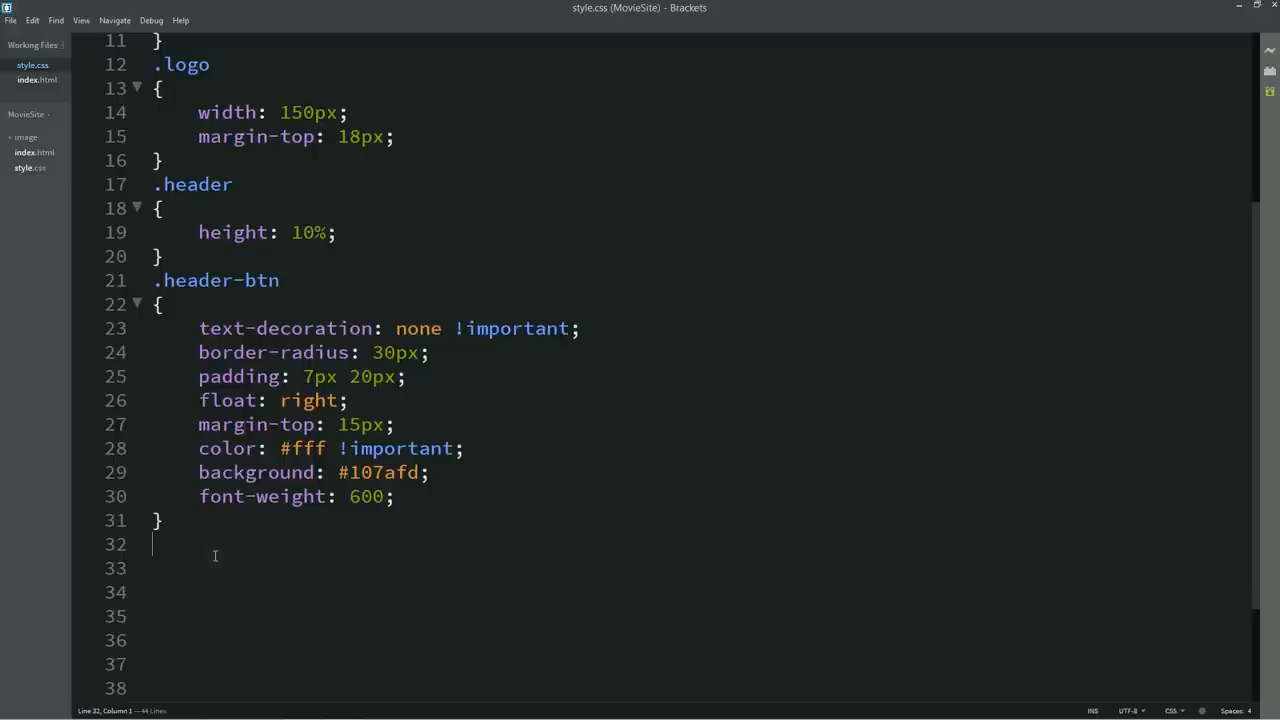 style.css (MovieSite) - Brackets
File Edit Find View Navigate Debug Help
Working Files
style.css
index.html
MovieSite
image
index.html
style.css
11 }
12 .logo
13 {
14 width: 150px;
15 margin-top: 18px;
16 }
17 .header
18 {
19 height: 10%;
20 }
21 .header-btn
22 {
23 text-decoration: none !important;
24 border-radius: 30px;
25 padding: 7px 20px;
26 float: right;
27 margin-top: 15px;
28 color: #fff !important;
29 background: #107afd;
30 font-weight: 600;
31 }
32
33
34
35
36
37
38
Line 32, Column 1 — 44 Lines
INS UTF-8 CSS Spaces: 4